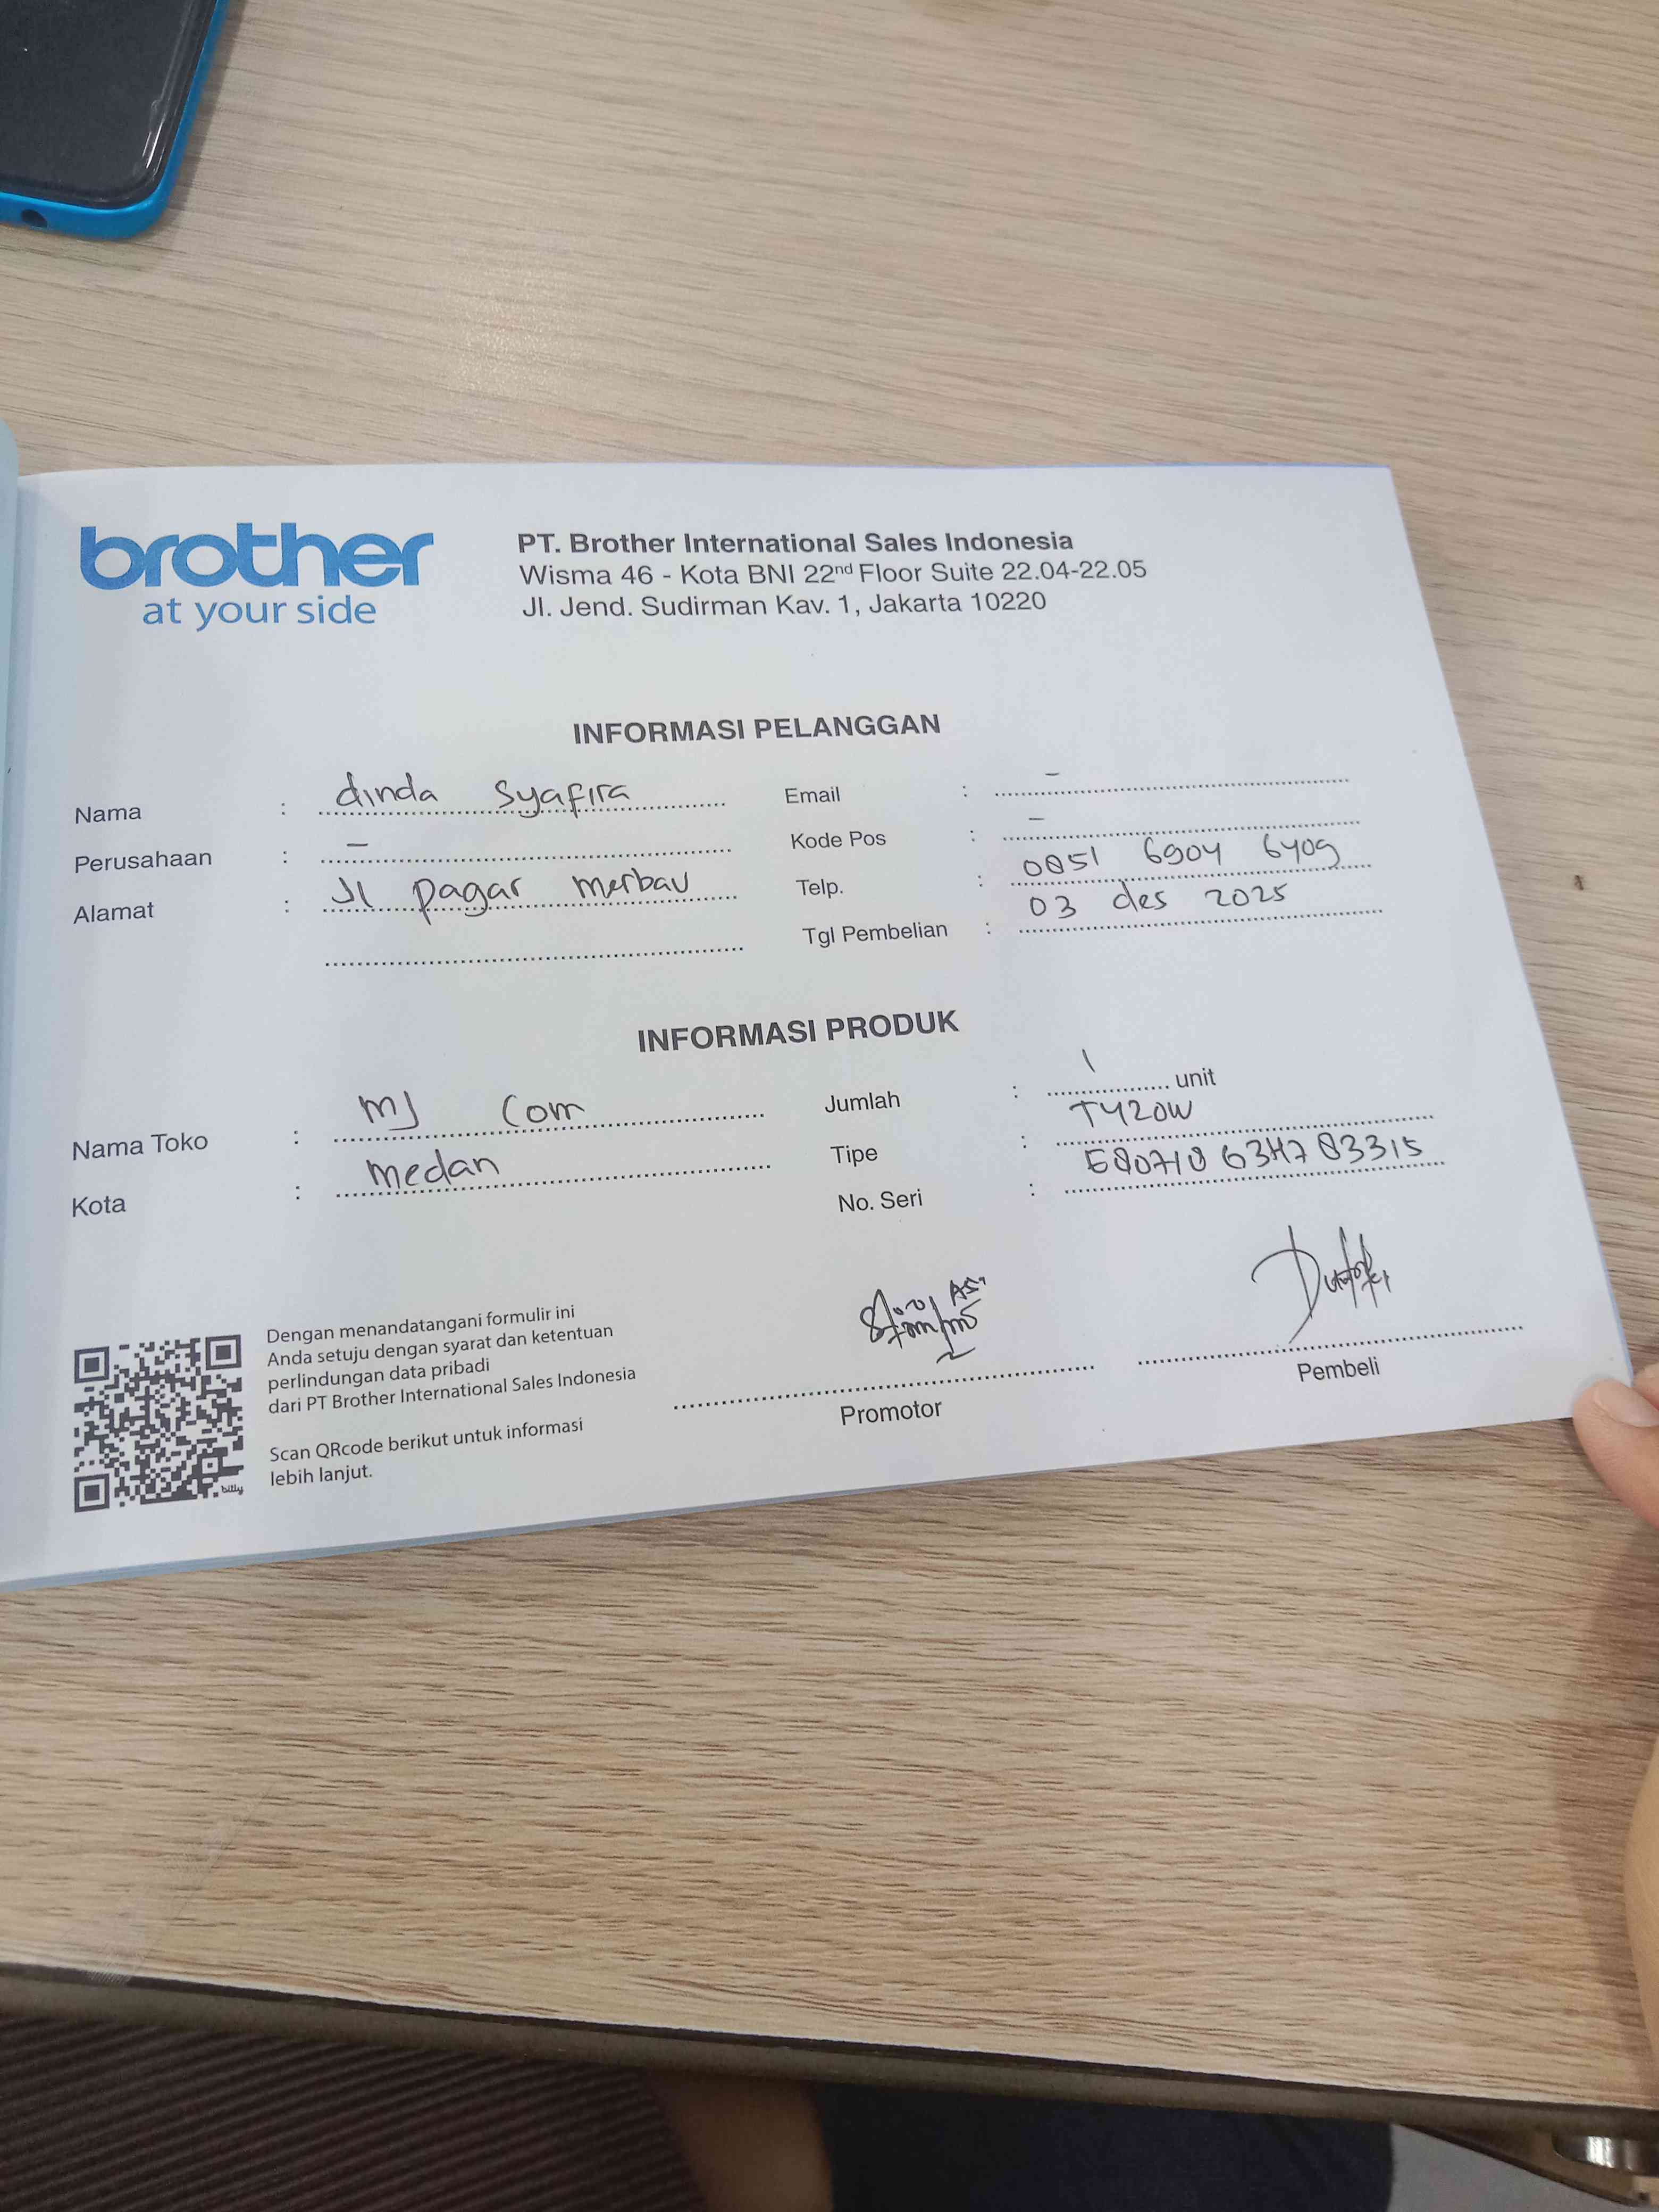 brother
at your side
PT. Brother International Sales Indonesia
Wisma 46 - Kota BNI 22nd Floor Suite 22.04-22.05
Jl. Jend. Sudirman Kav. 1, Jakarta 10220
INFORMASI PELANGGAN
Nama : dinda syafira
Perusahaan : -
Alamat : Jl pagar merbau
Email : -
Kode Pos : -
Telp. : 0851 6904 6409
Tgl Pembelian : 03 des 2025
INFORMASI PRODUK
Nama Toko : MJ Com
Kota : medan
Jumlah : 1 unit
Tipe : T420W
No. Seri :
Dengan menandatangani formulir ini
Anda setuju dengan syarat dan ketentuan
perlindungan data pribadi
dari PT Brother International Sales Indonesia
Scan QRcode berikut untuk informasi
lebih lanjut.
bitly
Promotor
Pembeli